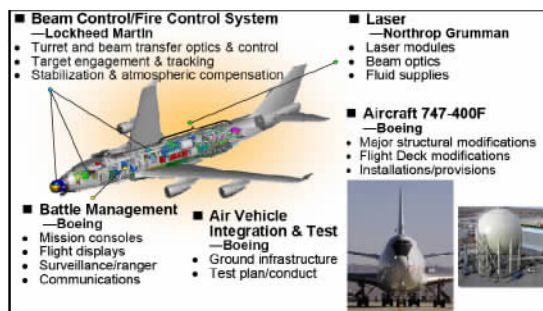 ■ Beam Control/Fire Control System
—Lockheed Martin
• Turret and beam transfer optics & control
• Target engagement & tracking
• Stabilization & atmospheric compensation
■ Laser
—Northrop Grumman
• Laser modules
• Beam optics
• Fluid supplies
■ Aircraft 747-400F
—Boeing
• Major structural modifications
• Flight Deck modifications
• Installations/provisions
■ Battle Management
—Boeing
• Mission consoles
• Flight displays
• Surveillance/ranger
• Communications
■ Air Vehicle
Integration & Test
—Boeing
• Ground infrastructure
• Test plan/conduct